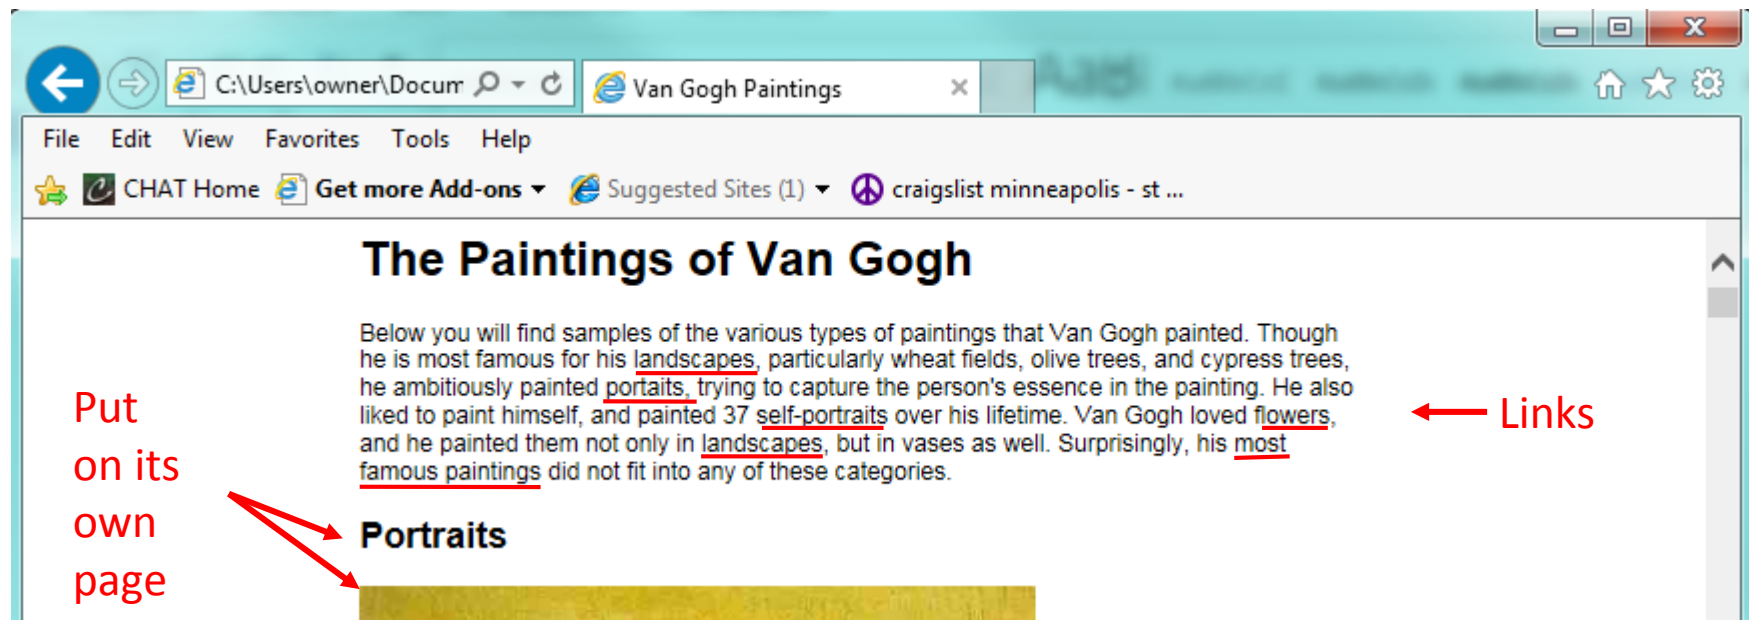 C:\Users\owner\Docum
Van Gogh Paintings
File Edit View Favorites Tools Help
CHAT Home Get more Add-ons Suggested Sites (1) craigslist minneapolis - st ...
The Paintings of Van Gogh
Below you will find samples of the various types of paintings that Van Gogh painted. Though
he is most famous for his landscapes, particularly wheat fields, olive trees, and cypress trees,
he ambitiously painted portaits, trying to capture the person's essence in the painting. He also
liked to paint himself, and painted 37 self-portraits over his lifetime. Van Gogh loved flowers,
and he painted them not only in landscapes, but in vases as well. Surprisingly, his most
famous paintings did not fit into any of these categories.
Links
Put
on its
own
page
Portraits